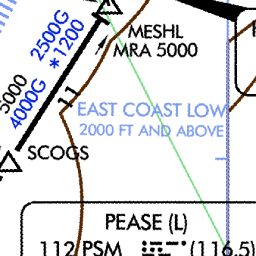 2500G
*1200
MESHL
MRA 5000
5000
4000G
11
EAST COAST LOW
2000 FT AND ABOVE
SCOGS
PEASE (L)
112 PSM (116.5)